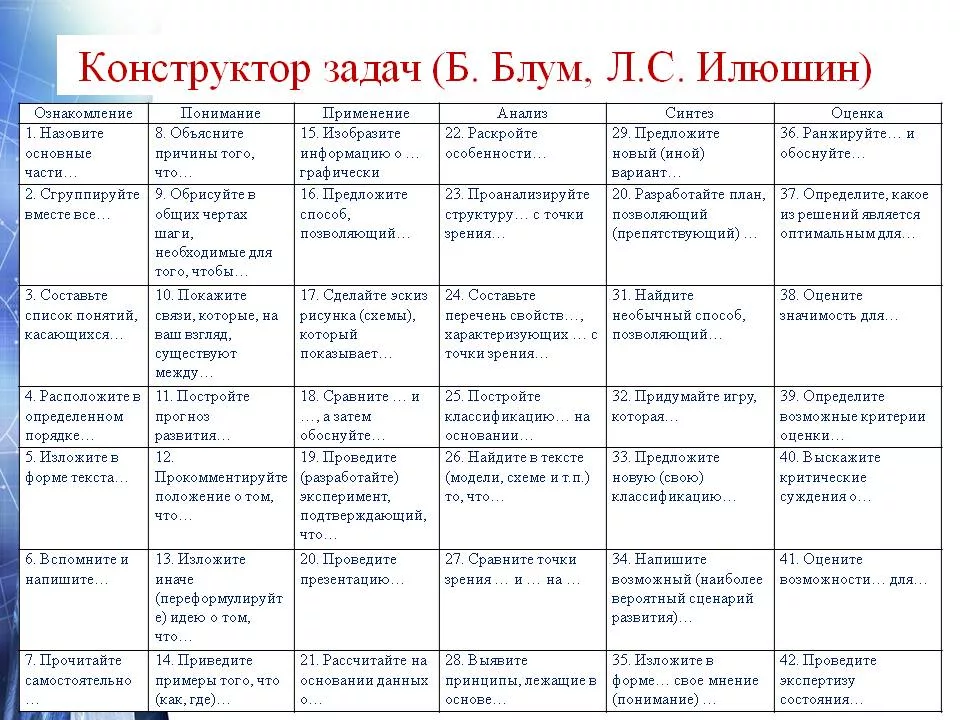 Конструктор задач (Б. Блум, Л.С. Илюшин)
Ознакомление
Понимание
Применение
Анализ
Синтез
Оценка
1. Назовите
основные
части…
8. Объясните
причины того,
что…
15. Изобразите
информацию о …
графически
22. Раскройте
особенности…
29. Предложите
новый (иной)
вариант…
36. Ранжируйте… и
обоснуйте…
2. Сгруппируйте
вместе все…
9. Обрисуйте в
общих чертах
шаги,
необходимые для
того, чтобы…
16. Предложите
способ,
позволяющий…
23. Проанализируйте
структуру… с точки
зрения…
20. Разработайте план,
позволяющий
(препятствующий) …
37. Определите, какое
из решений является
оптимальным для…
3. Составьте
список понятий,
касающихся…
10. Покажите
связи, которые, на
ваш взгляд,
существуют
между…
17. Сделайте эскиз
рисунка (схемы),
который
показывает…
24. Составьте
перечень свойств…,
характеризующих … с
точки зрения…
31. Найдите
необычный способ,
позволяющий…
38. Оцените
значимость для…
4. Расположите в
определенном
порядке…
11. Постройте
прогноз
развития…
18. Сравните … и
…, а затем
обоснуйте…
25. Постройте
классификацию… на
основании…
32. Придумайте игру,
которая…
39. Определите
возможные критерии
оценки…
5. Изложите в
форме текста…
12.
Прокомментируйте
положение о том,
что…
19. Проведите
(разработайте)
эксперимент,
подтверждающий,
что…
26. Найдите в тексте
(модели, схеме и т.п.)
то, что…
33. Предложите
новую (свою)
классификацию…
40. Выскажите
критические
суждения о…
6. Вспомните и
напишите…
13. Изложите
иначе
(переформулируйт
е) идею о том,
что…
20. Проведите
презентацию…
27. Сравните точки
зрения … и … на …
34. Напишите
возможный (наиболее
вероятный сценарий
развития)…
41. Оцените
возможности… для…
7. Прочитайте
самостоятельно
…
14. Приведите
примеры того, что
(как, где)…
21. Рассчитайте на
основании данных
о…
28. Выявите
принципы, лежащие в
основе…
35. Изложите в
форме… свое мнение
(понимание) …
42. Проведите
экспертизу
состояния…